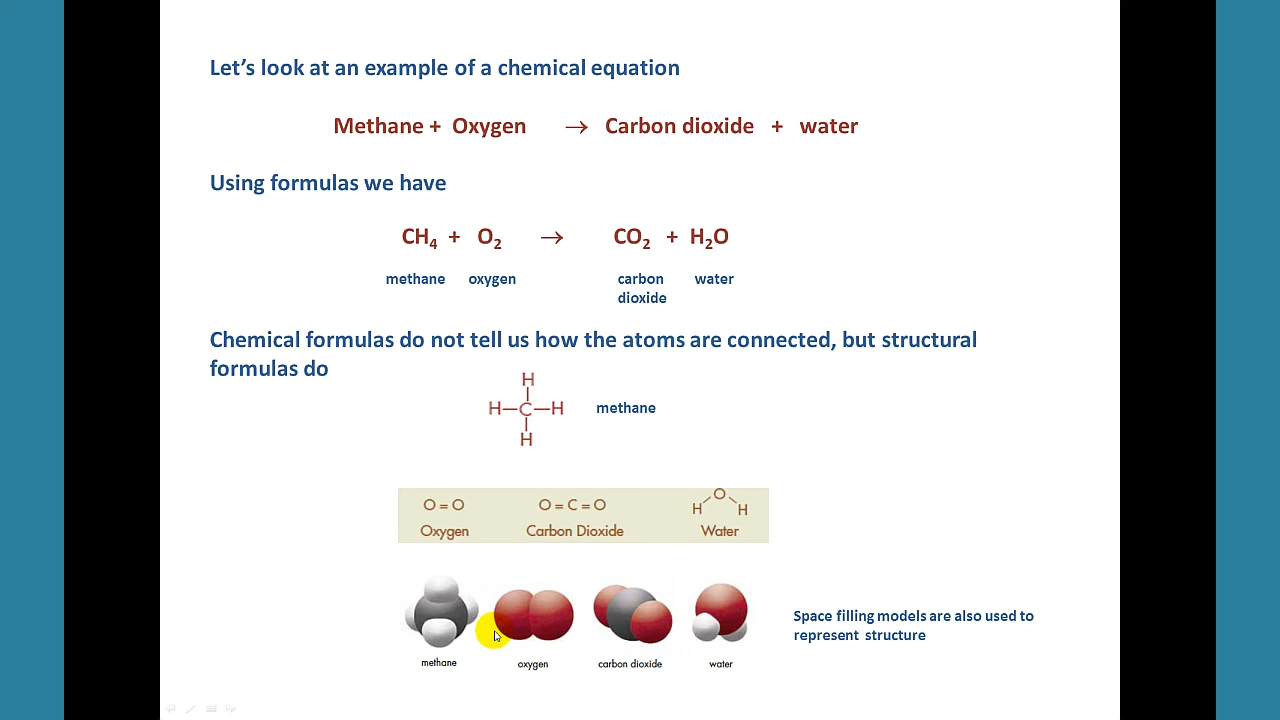 Let’s look at an example of a chemical equation
Methane + Oxygen → Carbon dioxide + water
Using formulas we have
CH₄ + O₂ → CO₂ + H₂O
methane oxygen carbon water
dioxide
Chemical formulas do not tell us how the atoms are connected, but structural
formulas do
H
H—C—H methane
H
O = O O = C = O O
H H
Oxygen Carbon Dioxide Water
Space filling models are also used to
represent structure
methane oxygen carbon dioxide water